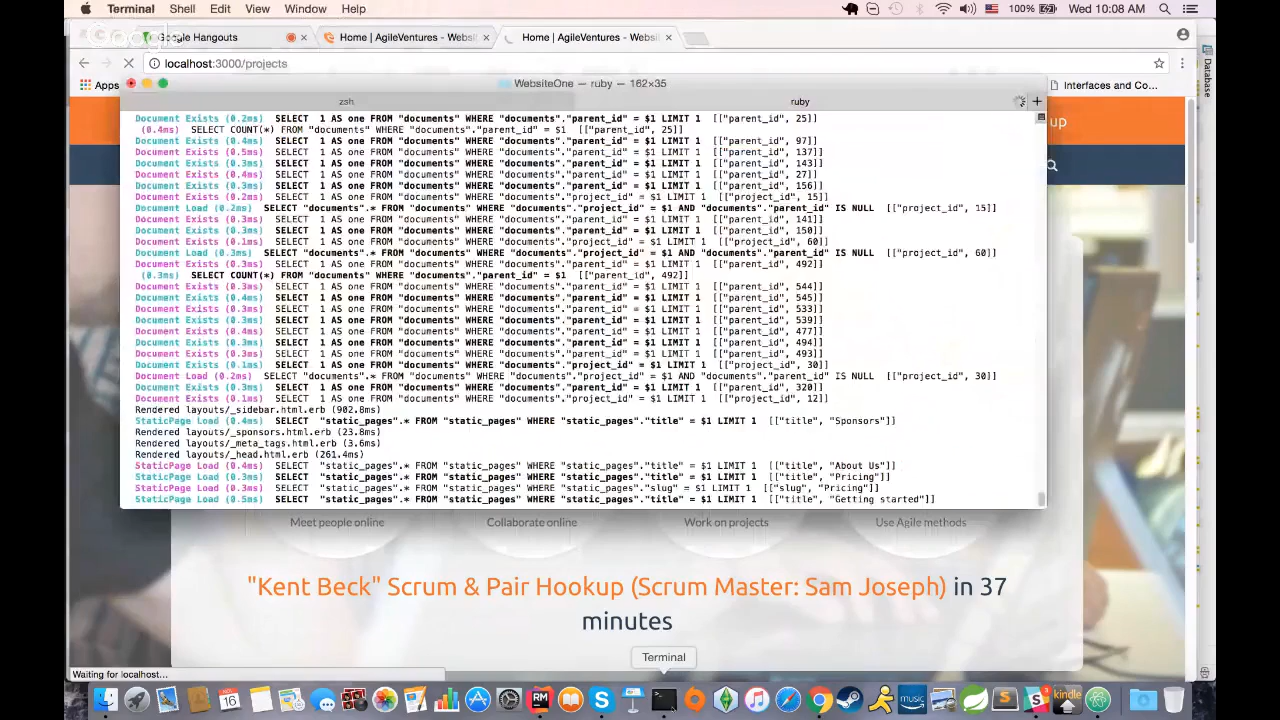 Terminal Shell Edit View Window Help 100% Wed 10:08 AM
Google
Google Hangouts
Home | AgileVentures - Websi
Home | AgileVentures - Websi
localhost:3000/projects
Apps
Interfaces and Co...
Database
up
WebsiteOne — ruby — 162×35
zsh
ruby
Document Exists (0.2ms) SELECT 1 AS one FROM "documents" WHERE "documents"."parent_id" = $1 LIMIT 1 [["parent_id", 25]]
(0.4ms) SELECT COUNT(*) FROM "documents" WHERE "documents"."parent_id" = $1 [["parent_id", 25]]
Document Exists (0.4ms) SELECT 1 AS one FROM "documents" WHERE "documents"."parent_id" = $1 LIMIT 1 [["parent_id", 97]]
Document Exists (0.5ms) SELECT 1 AS one FROM "documents" WHERE "documents"."parent_id" = $1 LIMIT 1 [["parent_id", 137]]
Document Exists (0.3ms) SELECT 1 AS one FROM "documents" WHERE "documents"."parent_id" = $1 LIMIT 1 [["parent_id", 143]]
Document Exists (0.4ms) SELECT 1 AS one FROM "documents" WHERE "documents"."parent_id" = $1 LIMIT 1 [["parent_id", 27]]
Document Exists (0.3ms) SELECT 1 AS one FROM "documents" WHERE "documents"."parent_id" = $1 LIMIT 1 [["parent_id", 156]]
Document Exists (0.2ms) SELECT 1 AS one FROM "documents" WHERE "documents"."project_id" = $1 LIMIT 1 [["project_id", 15]]
Document Load (0.2ms) SELECT "documents".* FROM "documents" WHERE "documents"."project_id" = $1 AND "documents"."parent_id" IS NULL [["project_id", 15]]
Document Exists (0.3ms) SELECT 1 AS one FROM "documents" WHERE "documents"."parent_id" = $1 LIMIT 1 [["parent_id", 141]]
Document Exists (0.3ms) SELECT 1 AS one FROM "documents" WHERE "documents"."parent_id" = $1 LIMIT 1 [["parent_id", 150]]
Document Exists (0.1ms) SELECT 1 AS one FROM "documents" WHERE "documents"."project_id" = $1 LIMIT 1 [["project_id", 60]]
Document Load (0.3ms) SELECT "documents".* FROM "documents" WHERE "documents"."project_id" = $1 AND "documents"."parent_id" IS NULL [["project_id", 60]]
Document Exists (0.3ms) SELECT 1 AS one FROM "documents" WHERE "documents"."parent_id" = $1 LIMIT 1 [["parent_id", 492]]
(0.3ms) SELECT COUNT(*) FROM "documents" WHERE "documents"."parent_id" = $1 [["parent_id", 492]]
Document Exists (0.3ms) SELECT 1 AS one FROM "documents" WHERE "documents"."parent_id" = $1 LIMIT 1 [["parent_id", 544]]
Document Exists (0.4ms) SELECT 1 AS one FROM "documents" WHERE "documents"."parent_id" = $1 LIMIT 1 [["parent_id", 545]]
Document Exists (0.3ms) SELECT 1 AS one FROM "documents" WHERE "documents"."parent_id" = $1 LIMIT 1 [["parent_id", 533]]
Document Exists (0.3ms) SELECT 1 AS one FROM "documents" WHERE "documents"."parent_id" = $1 LIMIT 1 [["parent_id", 539]]
Document Exists (0.4ms) SELECT 1 AS one FROM "documents" WHERE "documents"."parent_id" = $1 LIMIT 1 [["parent_id", 477]]
Document Exists (0.4ms) SELECT 1 AS one FROM "documents" WHERE "documents"."parent_id" = $1 LIMIT 1 [["parent_id", 494]]
Document Exists (0.3ms) SELECT 1 AS one FROM "documents" WHERE "documents"."parent_id" = $1 LIMIT 1 [["parent_id", 493]]
Document Exists (0.1ms) SELECT 1 AS one FROM "documents" WHERE "documents"."project_id" = $1 LIMIT 1 [["project_id", 30]]
Document Load (0.2ms) SELECT "documents".* FROM "documents" WHERE "documents"."project_id" = $1 AND "documents"."parent_id" IS NULL [["project_id", 30]]
Document Exists (0.3ms) SELECT 1 AS one FROM "documents" WHERE "documents"."parent_id" = $1 LIMIT 1 [["parent_id", 320]]
Document Exists (0.1ms) SELECT 1 AS one FROM "documents" WHERE "documents"."project_id" = $1 LIMIT 1 [["project_id", 12]]
Rendered layouts/_sidebar.html.erb (902.8ms)
StaticPage Load (0.4ms) SELECT "static_pages".* FROM "static_pages" WHERE "static_pages"."title" = $1 LIMIT 1 [["title", "Sponsors"]]
Rendered layouts/_sponsors.html.erb (23.8ms)
Rendered layouts/_meta_tags.html.erb (3.6ms)
Rendered layouts/_head.html.erb (261.4ms)
StaticPage Load (0.4ms) SELECT "static_pages".* FROM "static_pages" WHERE "static_pages"."title" = $1 LIMIT 1 [["title", "About Us"]]
StaticPage Load (0.3ms) SELECT "static_pages".* FROM "static_pages" WHERE "static_pages"."title" = $1 LIMIT 1 [["title", "Pricing"]]
StaticPage Load (0.3ms) SELECT "static_pages".* FROM "static_pages" WHERE "static_pages"."slug" = $1 LIMIT 1 [["slug", "Pricing"]]
StaticPage Load (0.5ms) SELECT "static_pages".* FROM "static_pages" WHERE "static_pages"."title" = $1 LIMIT 1 [["title", "Getting started"]]
Meet people online
Collaborate online
Work on projects
Use Agile methods
"Kent Beck" Scrum & Pair Hookup (Scrum Master: Sam Joseph) in 37
minutes
Terminal
Waiting for localhost...
16
RM
music
kindle